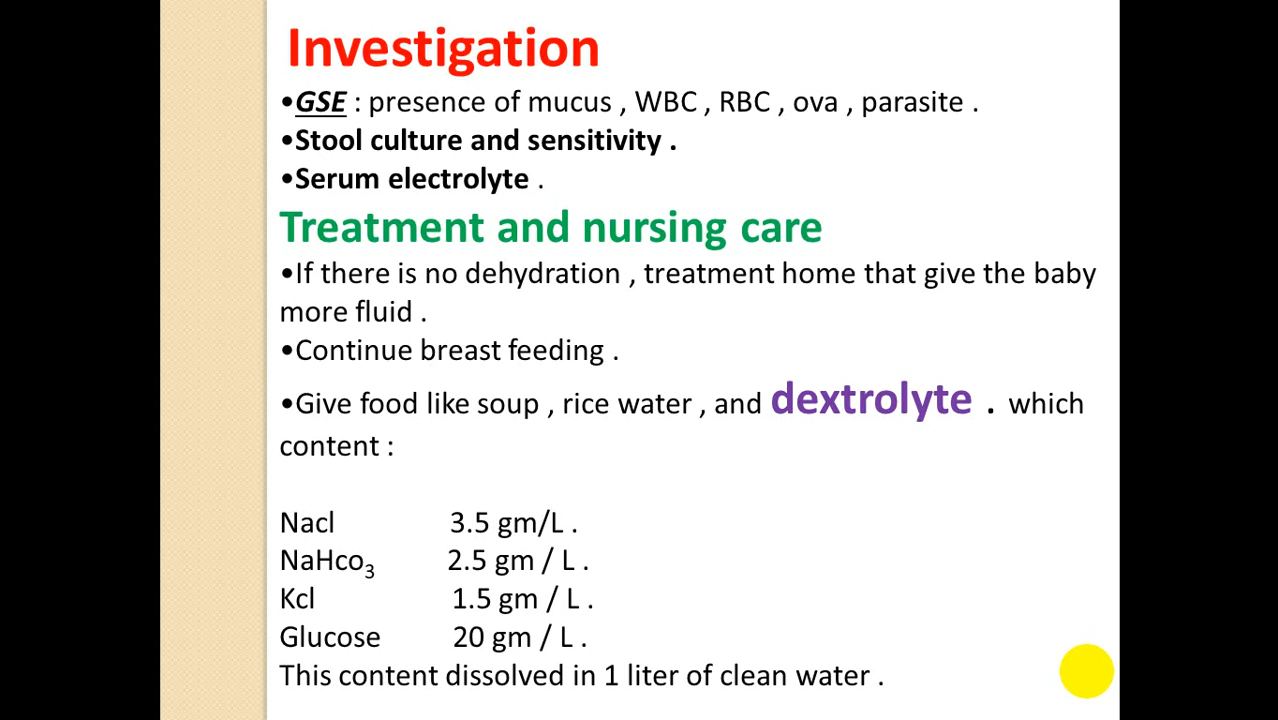 Investigation
•GSE : presence of mucus , WBC , RBC , ova , parasite .
•Stool culture and sensitivity .
•Serum electrolyte .
Treatment and nursing care
•If there is no dehydration , treatment home that give the baby
more fluid .
•Continue breast feeding .
•Give food like soup , rice water , and dextrolyte . which
content :
Nacl 3.5 gm/L .
NaHco₃ 2.5 gm / L .
Kcl 1.5 gm / L .
Glucose 20 gm / L .
This content dissolved in 1 liter of clean water .